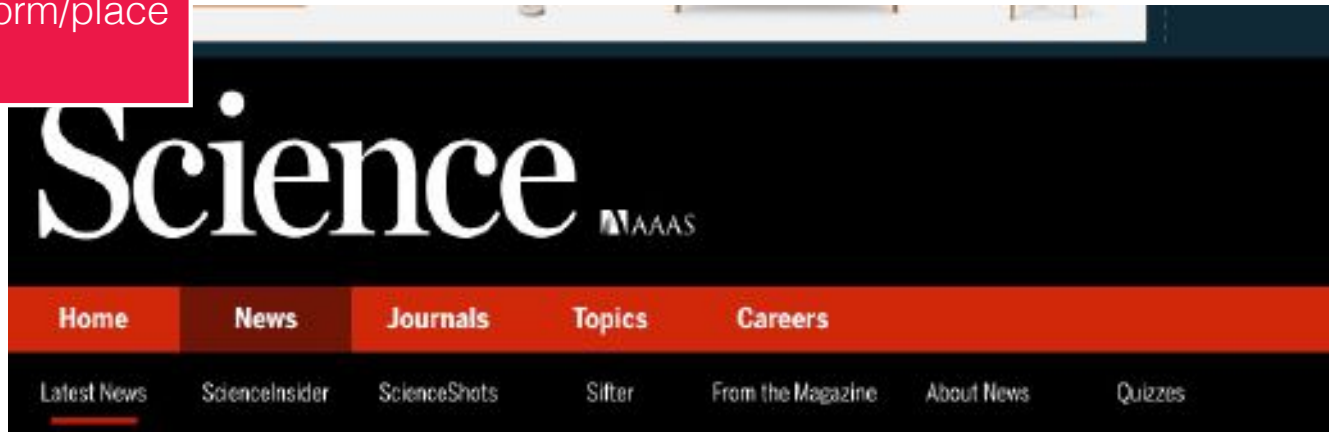 orm/place
Science
AAAS
Home News Journals Topics Careers
Latest News ScienceInsider ScienceShots Sifter From the Magazine About News Quizzes